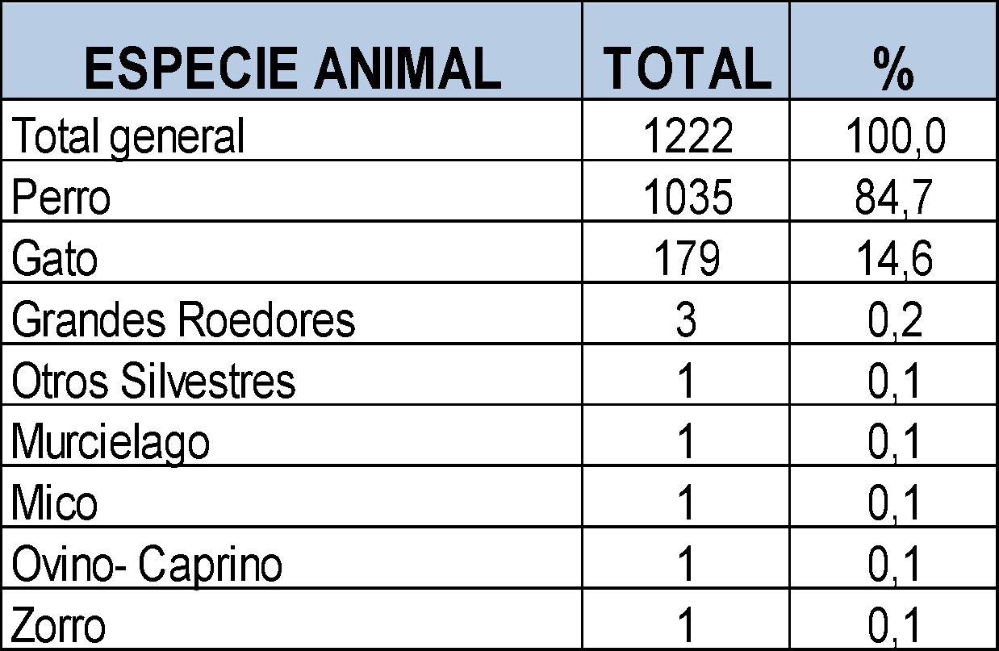 ESPECIE ANIMAL TOTAL %
Total general 1222 100,0
Perro 1035 84,7
Gato 179 14,6
Grandes Roedores 3 0,2
Otros Silvestres 1 0,1
Murcielago 1 0,1
Mico 1 0,1
Ovino- Caprino 1 0,1
Zorro 1 0,1